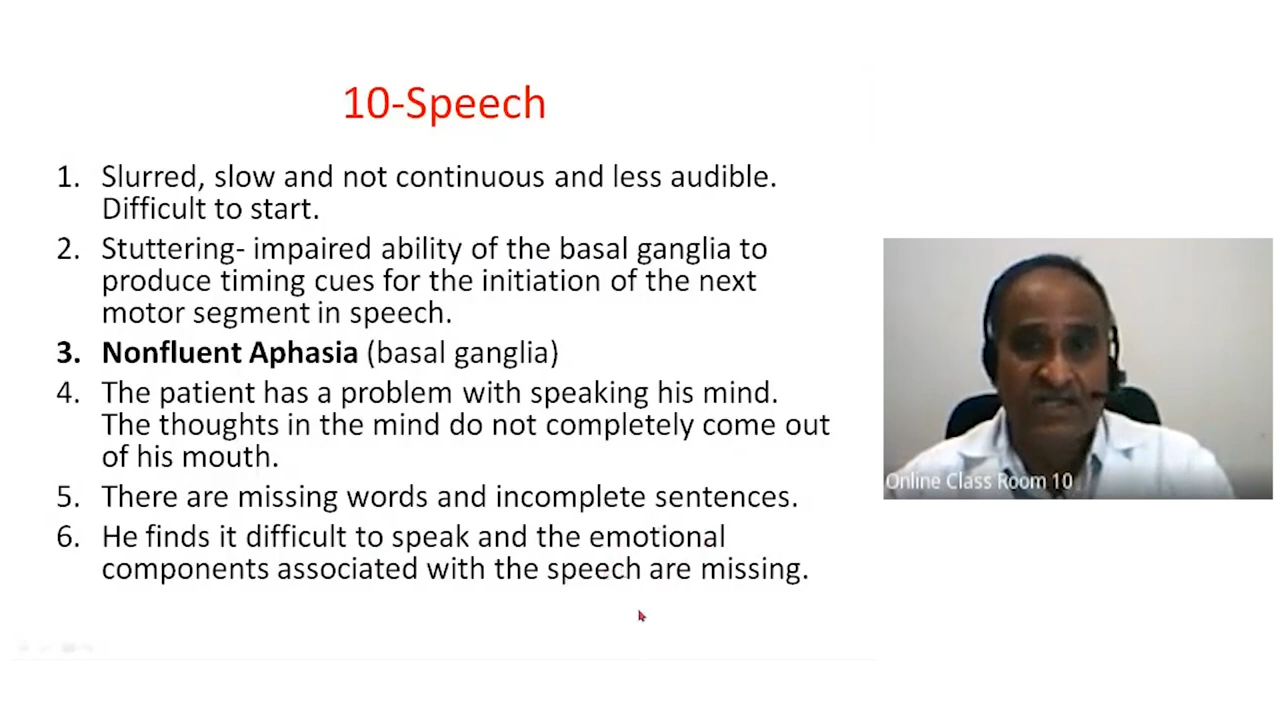 10-Speech
1. Slurred, slow and not continuous and less audible.
Difficult to start.
2. Stuttering- impaired ability of the basal ganglia to
produce timing cues for the initiation of the next
motor segment in speech.
3. Nonfluent Aphasia (basal ganglia)
4. The patient has a problem with speaking his mind.
The thoughts in the mind do not completely come out
of his mouth.
5. There are missing words and incomplete sentences.
6. He finds it difficult to speak and the emotional
components associated with the speech are missing.
Online Class Room 10